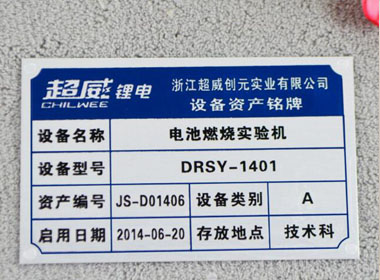 超威 锂电
CHILWEE
浙江超威创元实业有限公司
设备资产铭牌
设备名称 电池燃烧实验机
设备型号 DRSY-1401
资产编号 JS-D01406 设备类别 A
启用日期 2014-06-20 存放地点 技术科